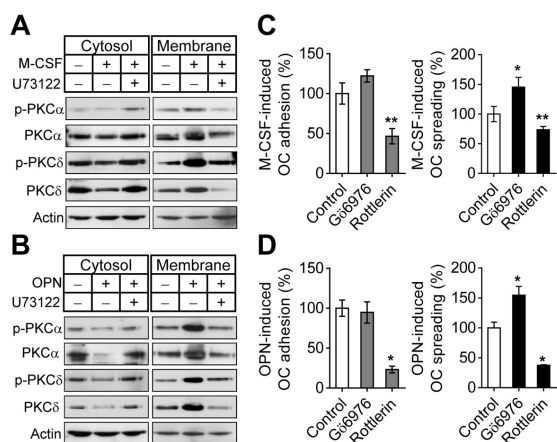 A
Cytosol Membrane
M-CSF – + + – + +
U73122 – – + – – +
p-PKCα
PKCα
p-PKCδ
PKCδ
Actin
B
Cytosol Membrane
OPN – + + – + +
U73122 – – + – – +
p-PKCα
PKCα
p-PKCδ
PKCδ
Actin
C
M-CSF-induced
OC adhesion (%)
150
100
50
0
**
Control
Gö6976
Rottlerin
M-CSF-induced
OC spreading (%)
200
150
100
50
0
*
**
Control
Gö6976
Rottlerin
D
OPN-induced
OC adhesion (%)
150
100
50
0
*
Control
Gö6976
Rottlerin
OPN-induced
OC spreading (%)
200
150
100
50
0
*
*
Control
Gö6976
Rottlerin